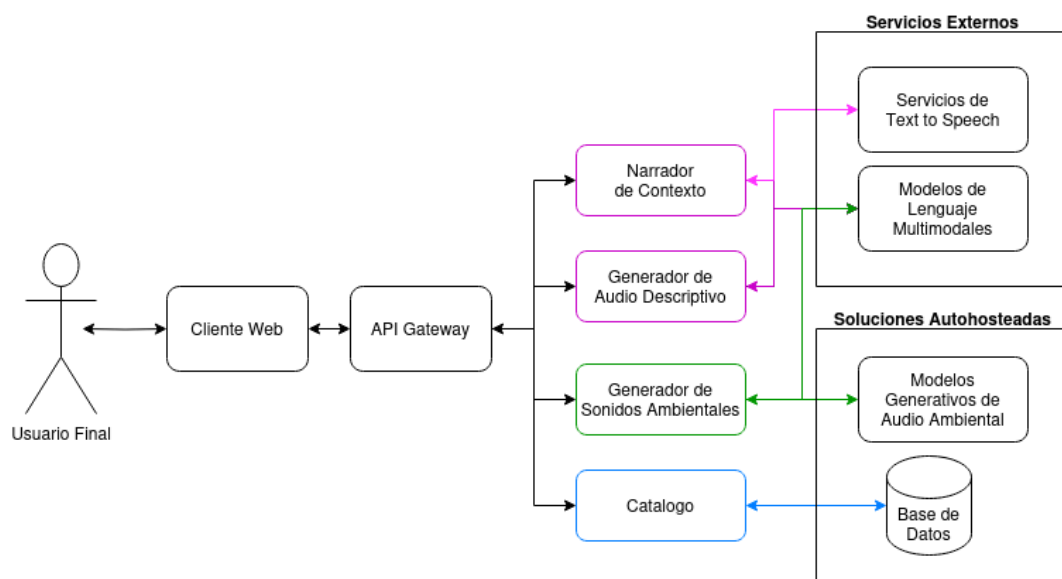 Servicios Externos
Servicios de
Text to Speech
Narrador
de Contexto
Modelos de
Lenguaje
Multimodales
Generador de
Audio Descriptivo
Cliente Web
API Gateway
Soluciones Autohosteadas
Usuario Final
Generador de
Sonidos Ambientales
Modelos
Generativos de
Audio Ambiental
Catalogo
Base de
Datos